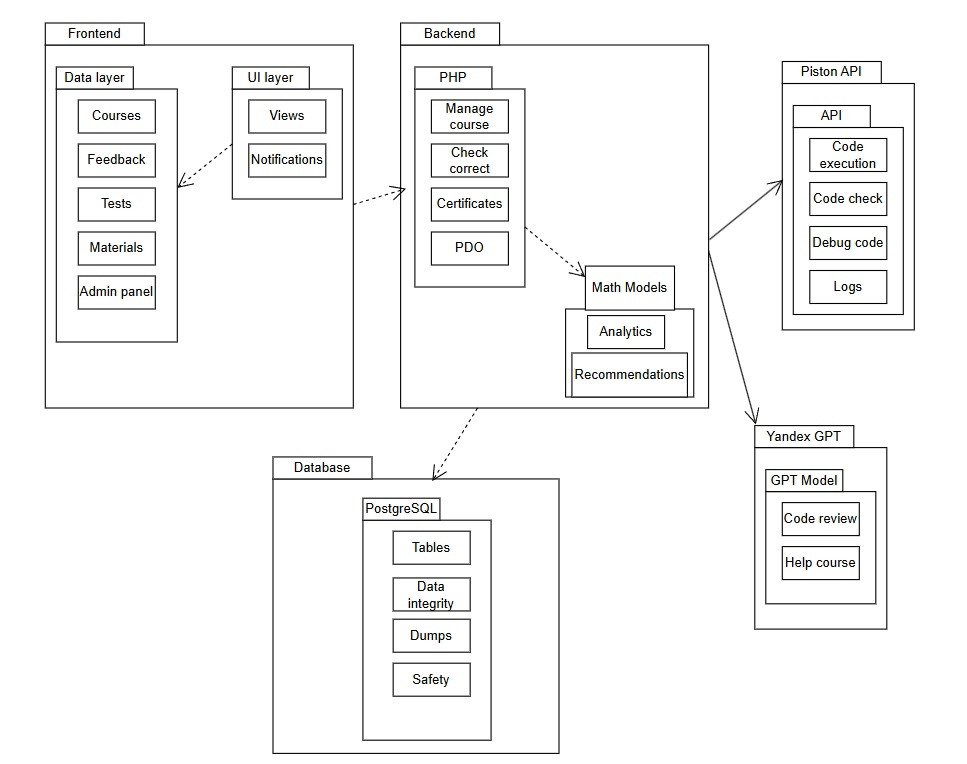 Frontend
Data layer
Courses
Feedback
Tests
Materials
Admin panel
UI layer
Views
Notifications
Backend
PHP
Manage
course
Check
correct
Certificates
PDO
Math Models
Analytics
Recommendations
Piston API
API
Code
execution
Code check
Debug code
Logs
Yandex GPT
GPT Model
Code review
Help course
Database
PostgreSQL
Tables
Data
integrity
Dumps
Safety